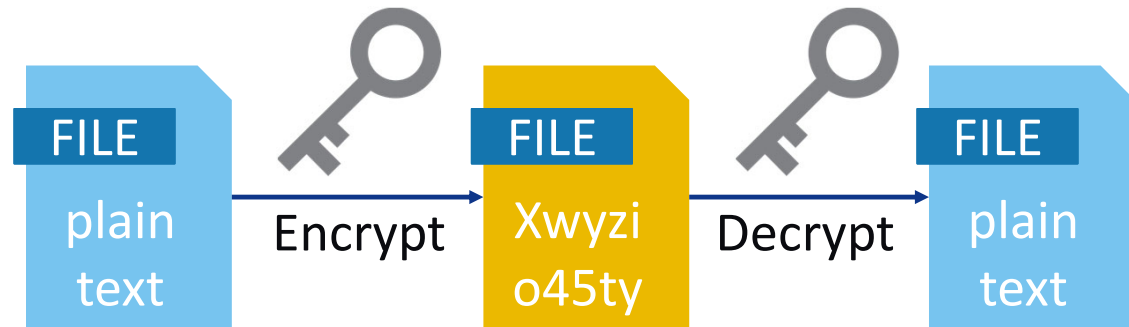 FILE
plain
text
Encrypt
FILE
Xwyzi
o45ty
Decrypt
FILE
plain
text